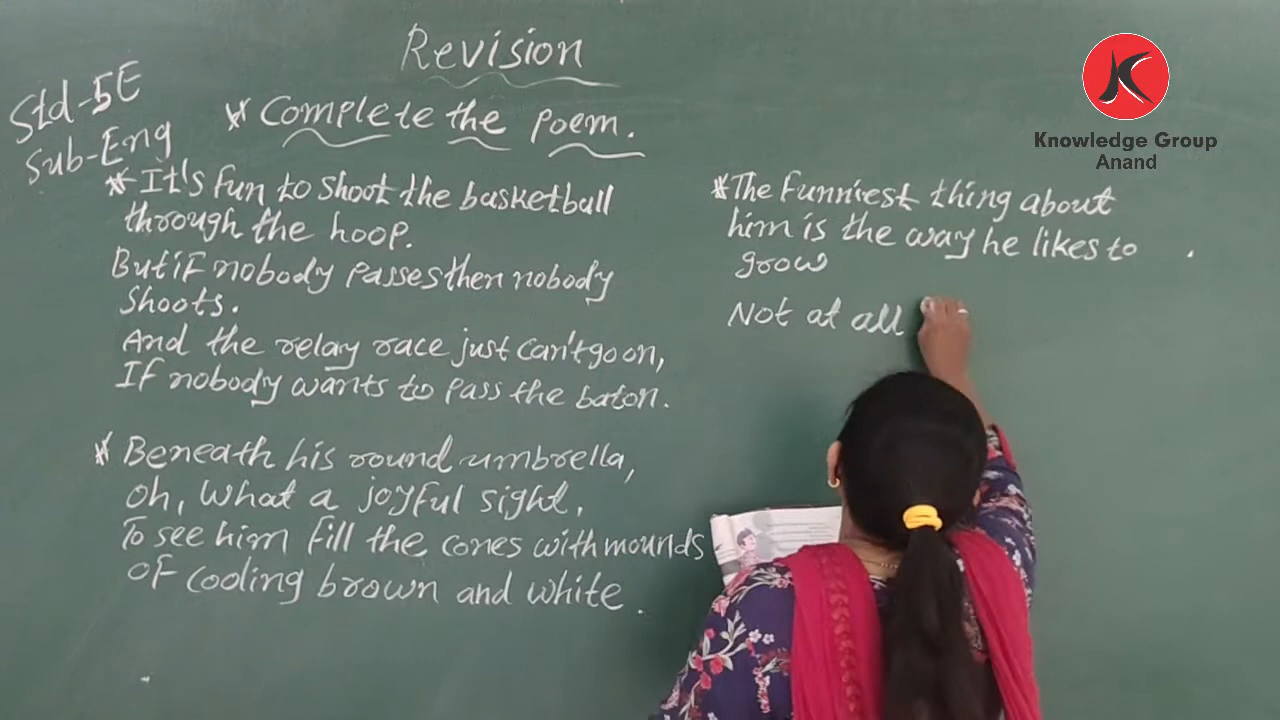 Revision
Std-5E
Sub-Eng
* Complete the poem.
* It's fun to shoot the basketball
through the hoop.
But if nobody passes then nobody
shoots.
And the relay race just can't go on,
If nobody wants to pass the baton.
* Beneath his round umbrella,
oh, what a joyful sight,
To see him fill the cones with mounds
of cooling brown and white.
* The funniest thing about
him is the way he likes to .
grow
Not at all
Knowledge Group
Anand